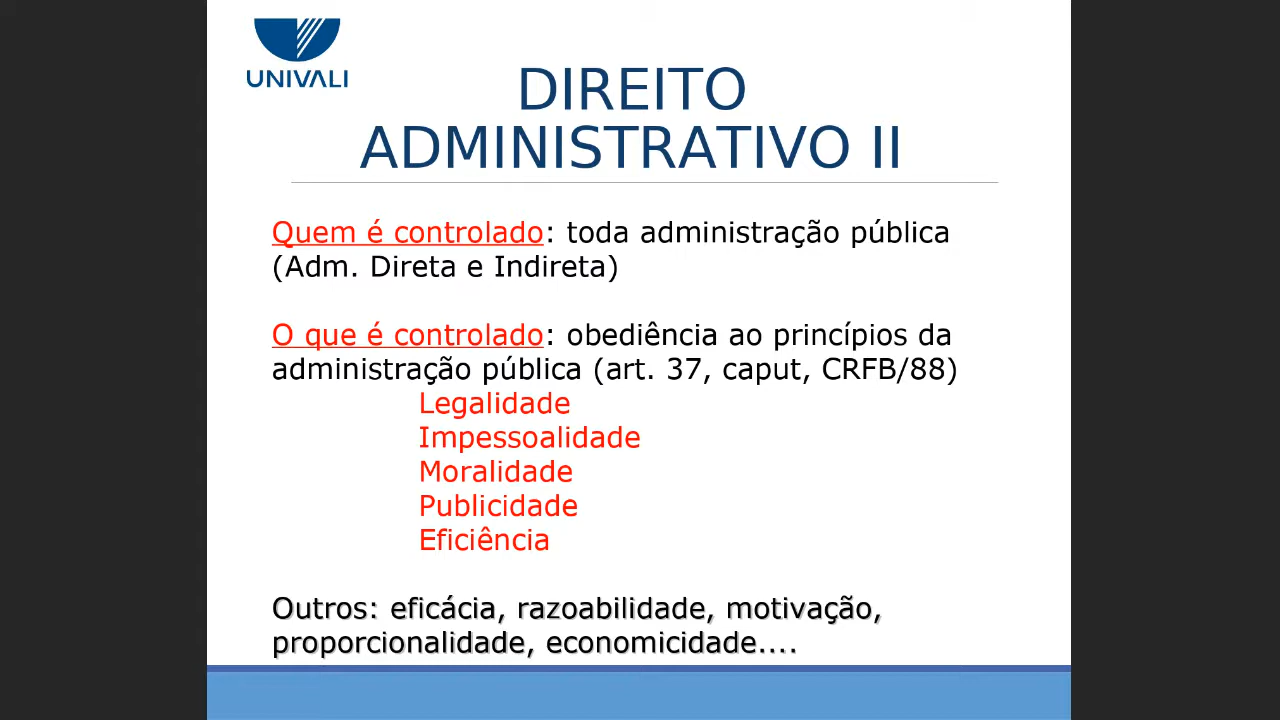 UNIVALI
DIREITO
ADMINISTRATIVO II
Quem é controlado: toda administração pública
(Adm. Direta e Indireta)
O que é controlado: obediência ao princípios da
administração pública (art. 37, caput, CRFB/88)
Legalidade
Impessoalidade
Moralidade
Publicidade
Eficiência
Outros: eficácia, razoabilidade, motivação,
proporcionalidade, economicidade....